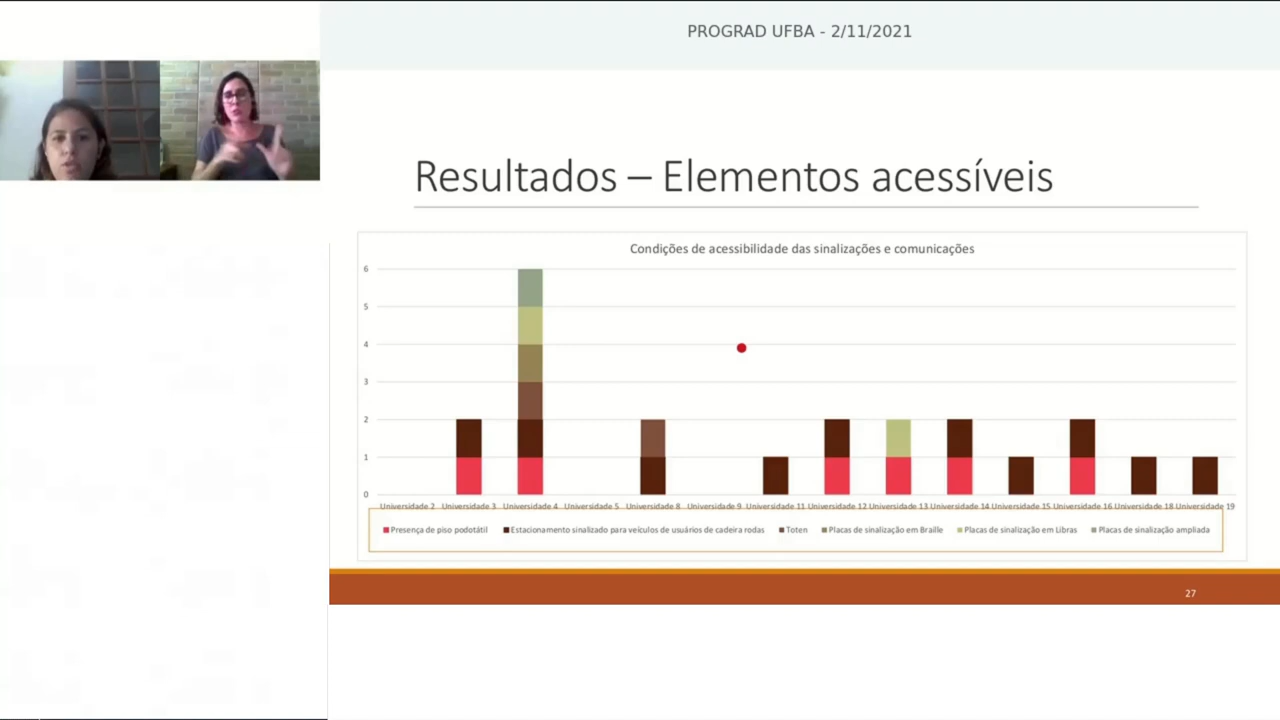 PROGRAD UFBA - 2/11/2021
Resultados – Elementos acessíveis
Condições de acessibilidade das sinalizações e comunicações
6
5
4
3
2
1
0
Universidade 2 Universidade 3 Universidade 4 Universidade 5 Universidade 8 Universidade 9 Universidade 11 Universidade 12 Universidade 13 Universidade 14 Universidade 15 Universidade 16 Universidade 18 Universidade 19
Presença de piso podotátil Estacionamento sinalizado para veículos de usuários de cadeira rodas Toten Placas de sinalização em Braille Placas de sinalização em Libras Placas de sinalização ampliada
27